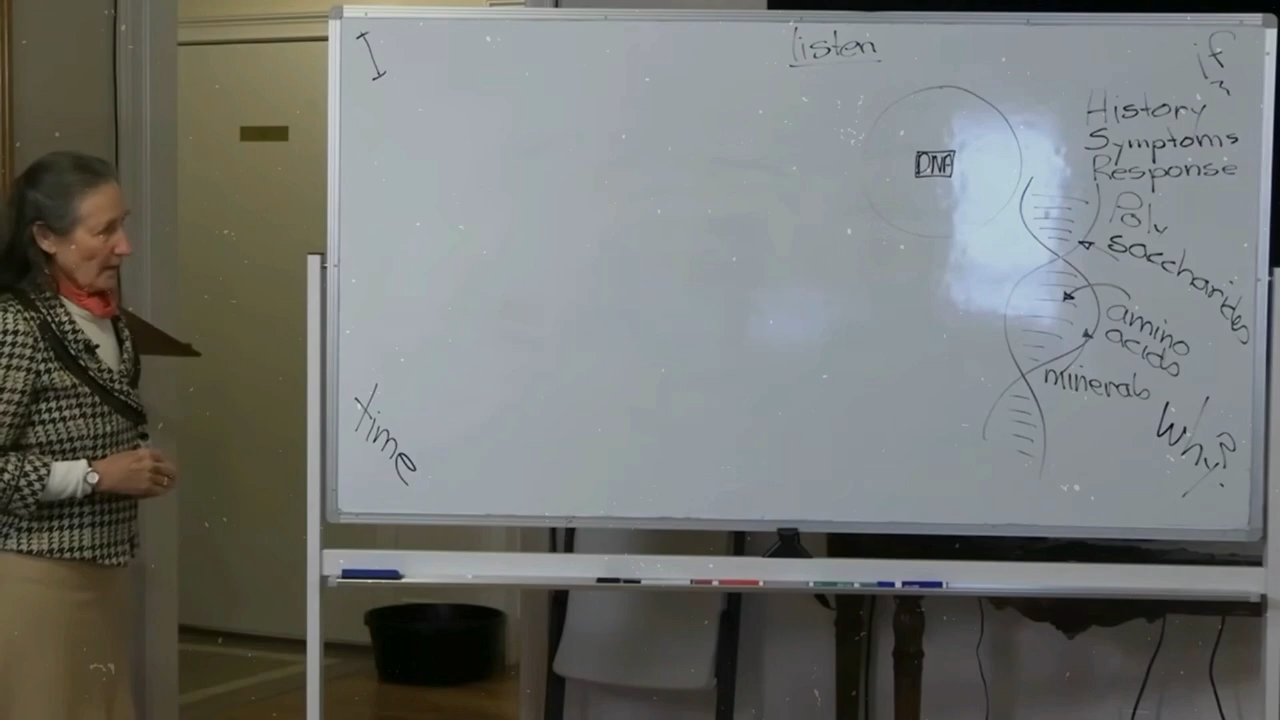 I
listen
if
DNA
History
Symptoms
Response
Poly
saccharides
amino
acids
minerals
Why?
time